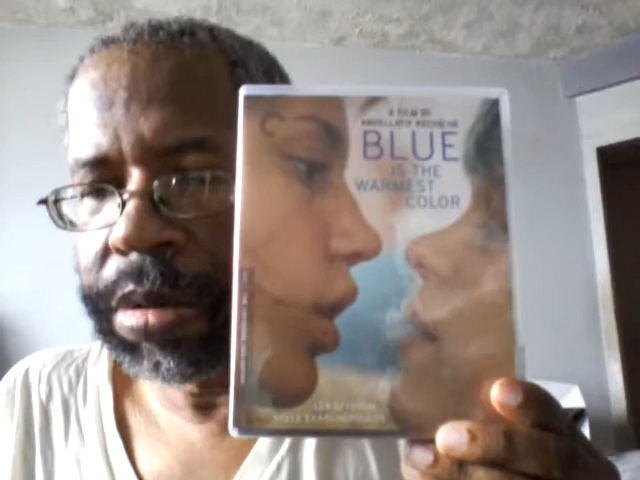 A FILM BY
ABDELLATIF KECHICHE
BLUE
IS THE
WARMEST
COLOR
LÉA SEYDOUX
ADÈLE EXARCHOPOULOS